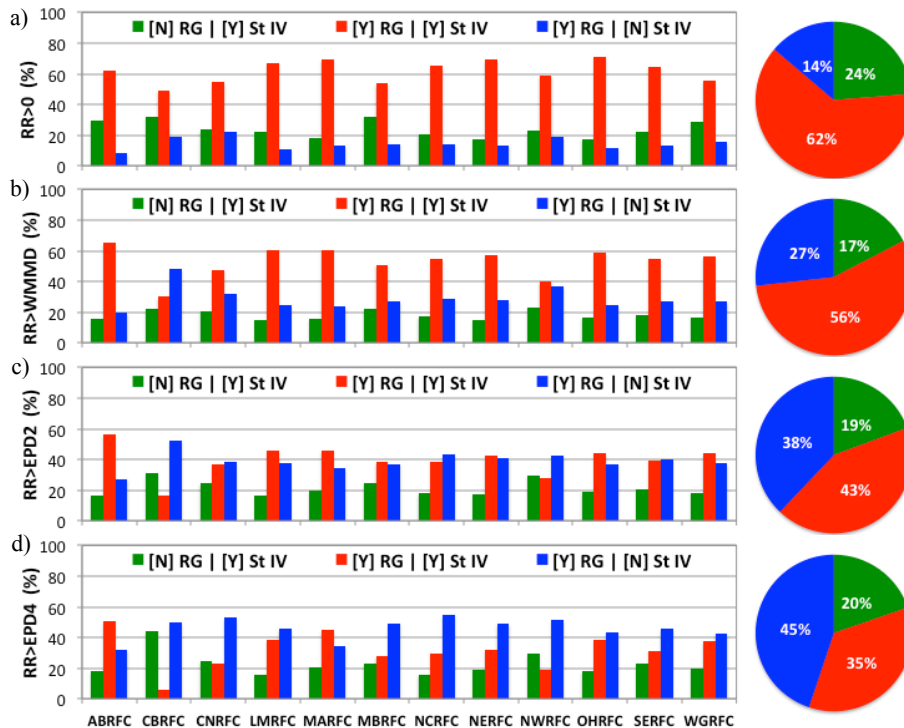 a)
RR>0 (%)
100
80
60
40
20
0
[N] RG | [Y] St IV [Y] RG | [Y] St IV [Y] RG | [N] St IV
14% 24%
62%
b)
RR>WMMD (%)
100
80
60
40
20
0
[N] RG | [Y] St IV [Y] RG | [Y] St IV [Y] RG | [N] St IV
27% 17%
56%
c)
RR>EPD2 (%)
100
80
60
40
20
0
[N] RG | [Y] St IV [Y] RG | [Y] St IV [Y] RG | [N] St IV
38% 19%
43%
d)
RR>EPD4 (%)
100
80
60
40
20
0
[N] RG | [Y] St IV [Y] RG | [Y] St IV [Y] RG | [N] St IV
45% 20%
35%
ABRFC CBRFC CNRFC LMRFC MARFC MBRFC NCRFC NERFC NWRFC OHRFC SERFC WGRFC